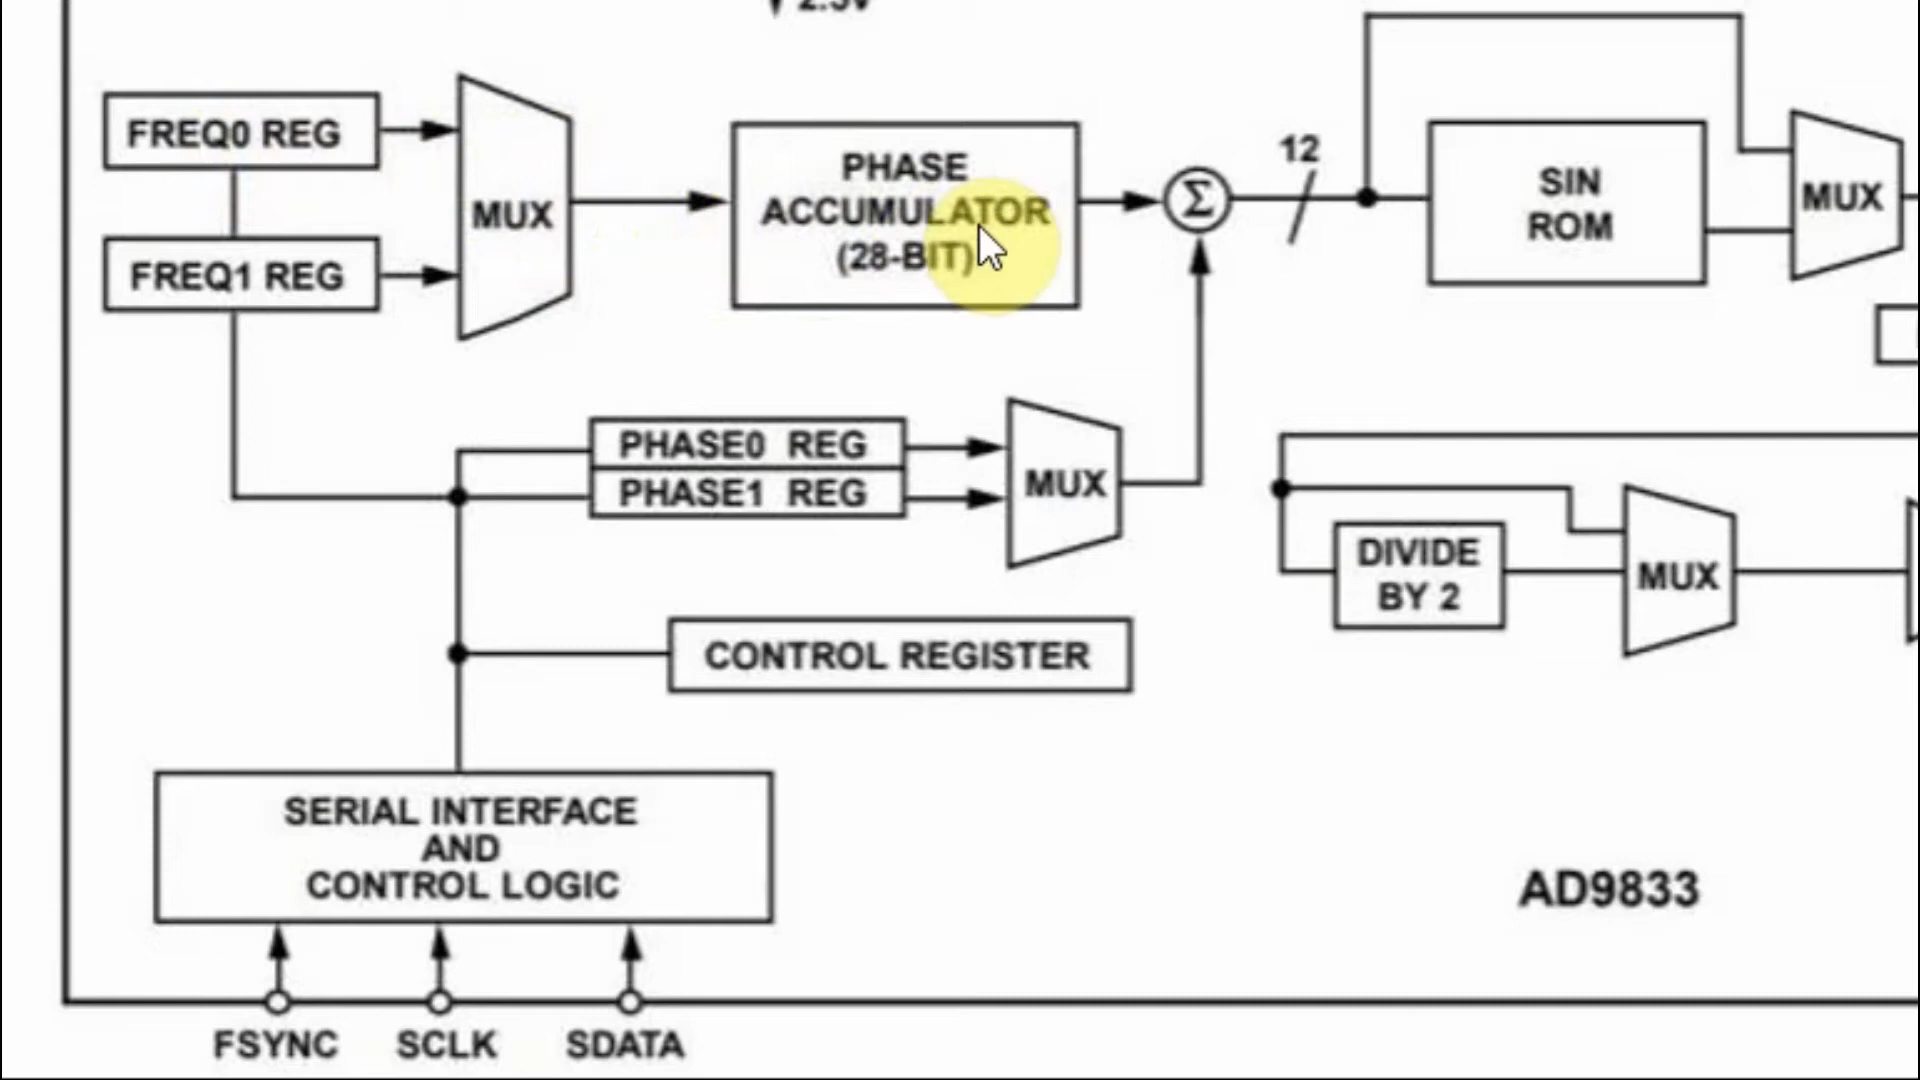 FREQ0 REG
MUX
FREQ1 REG
PHASE
ACCUMULATOR
(28-BIT)
Σ
12
SIN
ROM
MUX
PHASE0 REG
PHASE1 REG
MUX
DIVIDE
BY 2
MUX
CONTROL REGISTER
SERIAL INTERFACE
AND
CONTROL LOGIC
AD9833
FSYNC
SCLK
SDATA